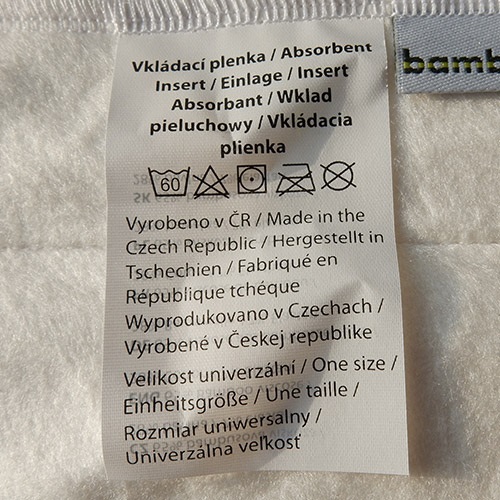 Vkládací plenka / Absorbent
Insert / Einlage / Insert
Absorbant / Wklad
pieluchowy / Vkládacia
plienka
60
Vyrobeno v ČR / Made in the
Czech Republic / Hergestellt in
Tschechien / Fabriqué en
République tchéque
Wyprodukowano v Czechach /
Vyrobené v Českej republike
Velikost univerzální / One size /
Einheitsgröße / Une taille /
Rozmiar uniwersalny /
Univerzálna veľkosť
bamb